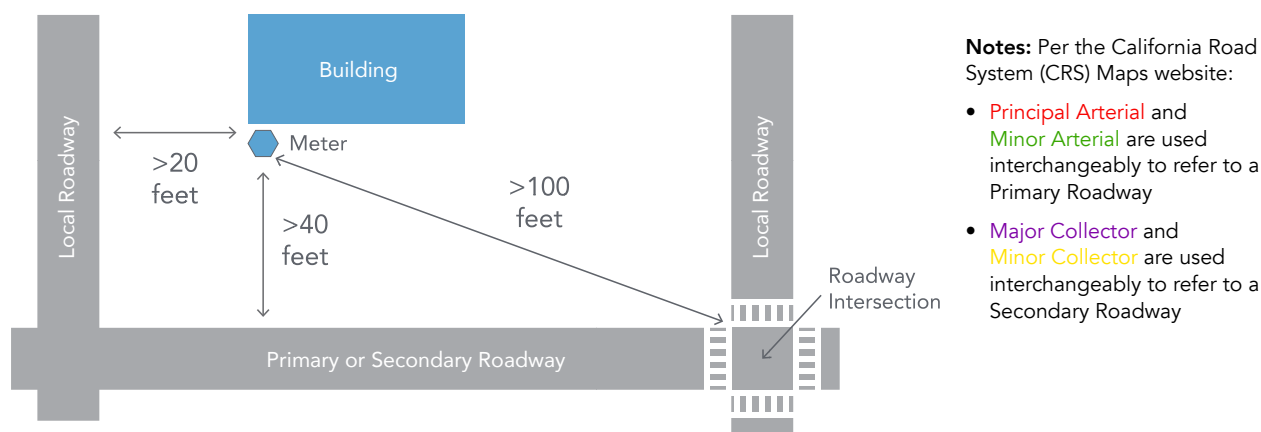 Local Roadway
Building
Meter
>20
feet
>40
feet
>100
feet
Local Roadway
Roadway
Intersection
Primary or Secondary Roadway
Notes: Per the California Road
System (CRS) Maps website:
• Principal Arterial and
Minor Arterial are used
interchangeably to refer to a
Primary Roadway
• Major Collector and
Minor Collector are used
interchangeably to refer to a
Secondary Roadway